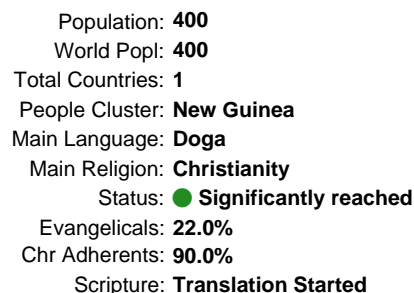 Population: 400
World Popl: 400
Total Countries: 1
People Cluster: New Guinea
Main Language: Doga
Main Religion: Christianity
Status: Significantly reached
Evangelicals: 22.0%
Chr Adherents: 90.0%
Scripture: Translation Started